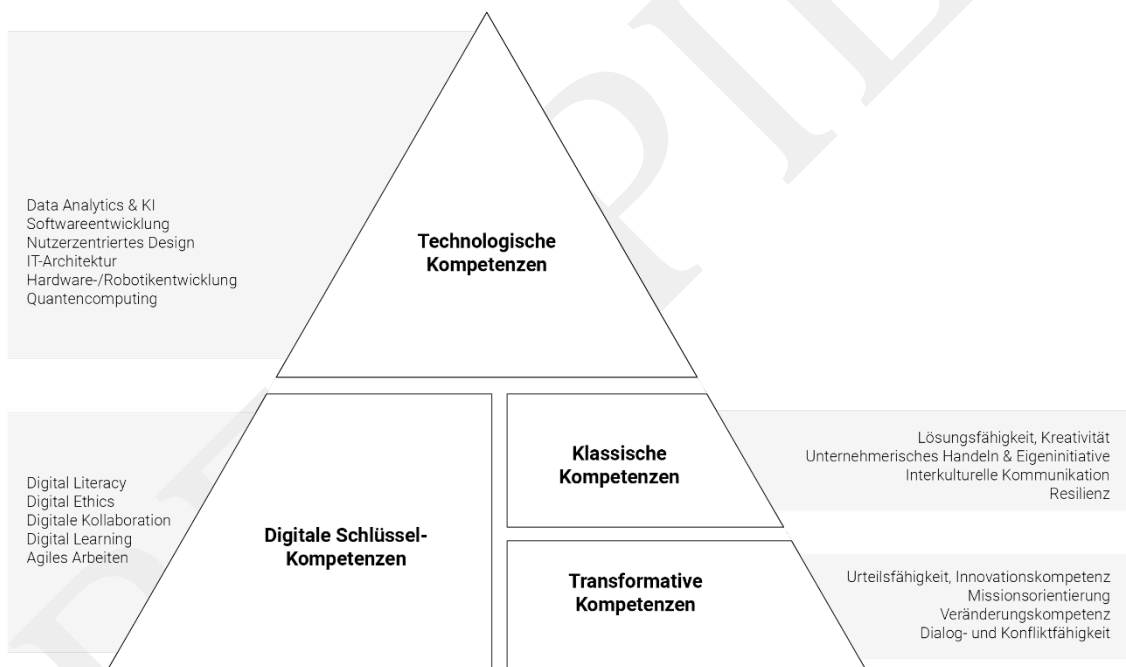 Data Analytics & KI
Softwareentwicklung
Nutzerzentriertes Design
IT-Architektur
Hardware-/Robotikentwicklung
Quantencomputing
Technologische
Kompetenzen
Digital Literacy
Digital Ethics
Digitale Kollaboration
Digital Learning
Agiles Arbeiten
Digitale Schlüssel-
Kompetenzen
Klassische
Kompetenzen
Lösungsfähigkeit, Kreativität
Unternehmerisches Handeln & Eigeninitiative
Interkulturelle Kommunikation
Resilienz
Transformative
Kompetenzen
Urteilsfähigkeit, Innovationskompetenz
Missionsorientierung
Veränderungskompetenz
Dialog- und Konfliktfähigkeit